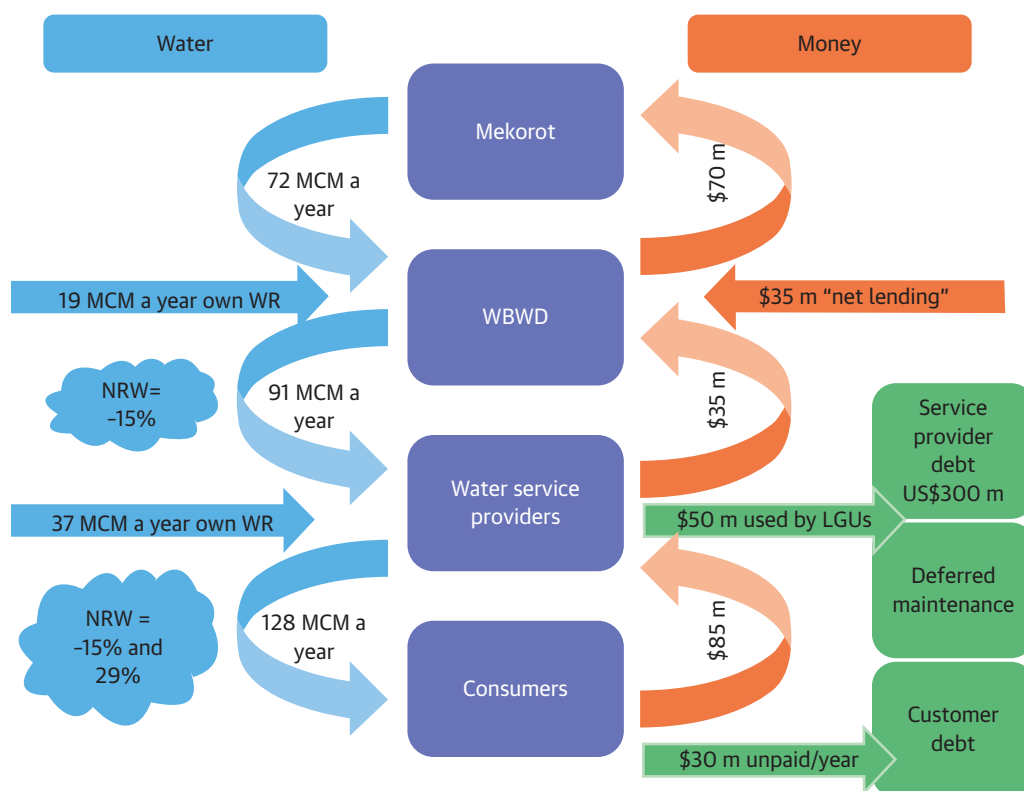 Water
Money
Mekorot
72 MCM a
year
$70 m
19 MCM a year own WR
WBWD
$35 m “net lending”
NRW=
-15%
91 MCM a
year
$35 m
Service
provider
debt
US$300 m
Water service
providers
37 MCM a year own WR
$50 m used by LGUs
Deferred
maintenance
NRW =
-15% and
29%
128 MCM a
year
$85 m
Consumers
Customer
debt
$30 m unpaid/year